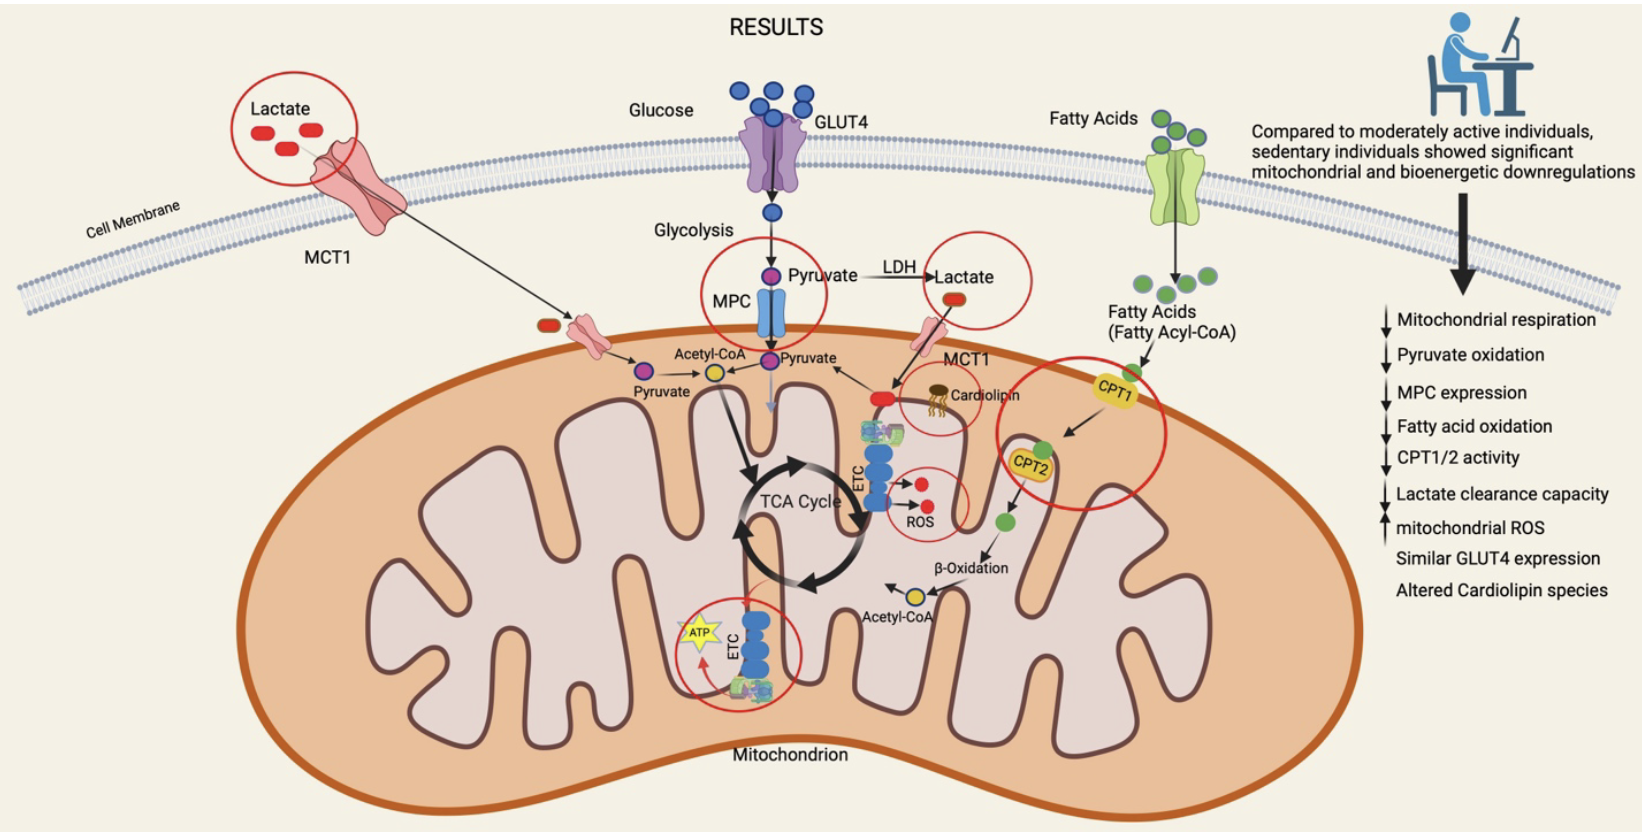 RESULTS
Lactate
Glucose
GLUT4
Fatty Acids
Compared to moderately active individuals,
sedentary individuals showed significant
mitochondrial and bioenergetic downregulations
Cell Membrane
MCT1
Glycolysis
Pyruvate
LDH
Lactate
MPC
Fatty Acids
(Fatty Acyl-CoA)
Acetyl-CoA
Pyruvate
MCT1
Pyruvate
Cardiolipin
CPT1
CPT2
ETC
TCA Cycle
ROS
β-Oxidation
Acetyl-CoA
ATP
ETC
Mitochondrion
Mitochondrial respiration
Pyruvate oxidation
MPC expression
Fatty acid oxidation
CPT1/2 activity
Lactate clearance capacity
mitochondrial ROS
Similar GLUT4 expression
Altered Cardiolipin species